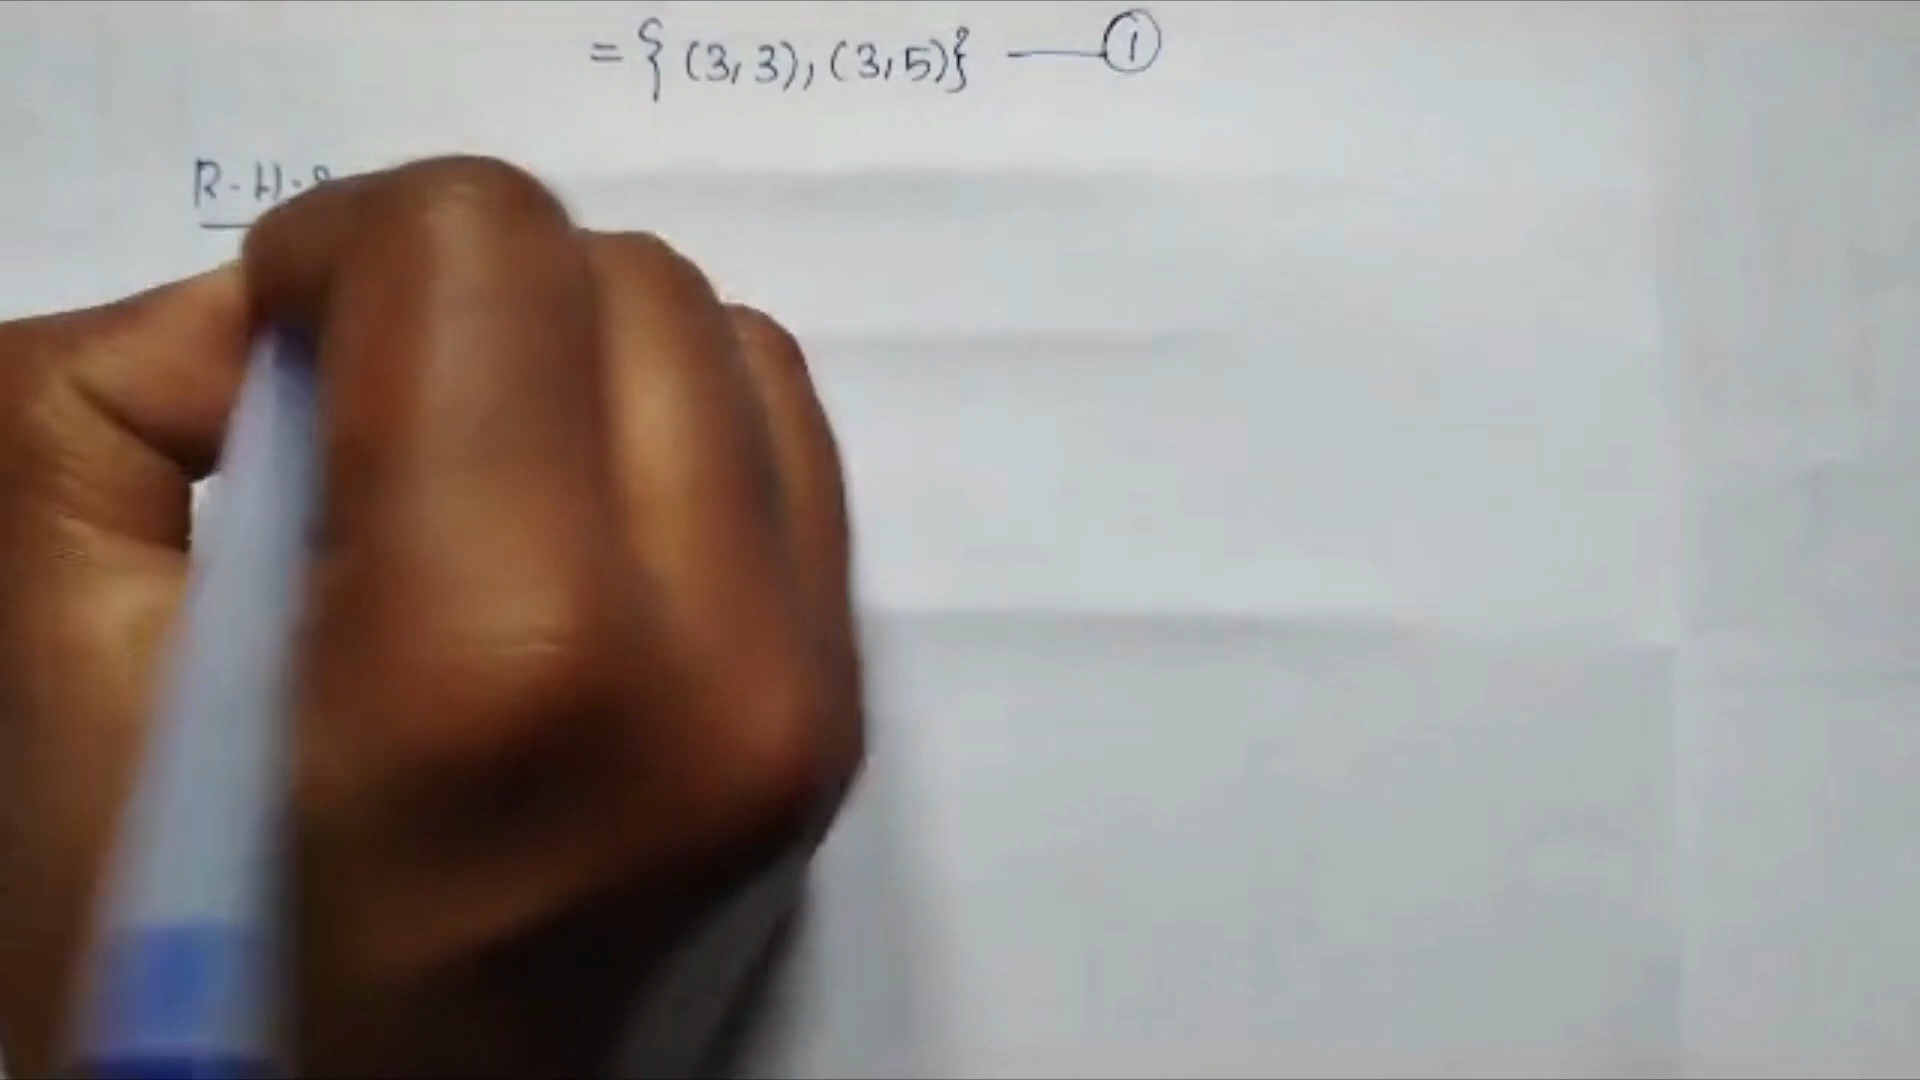 = { (3, 3), (3, 5)} —— ①
R.H.S